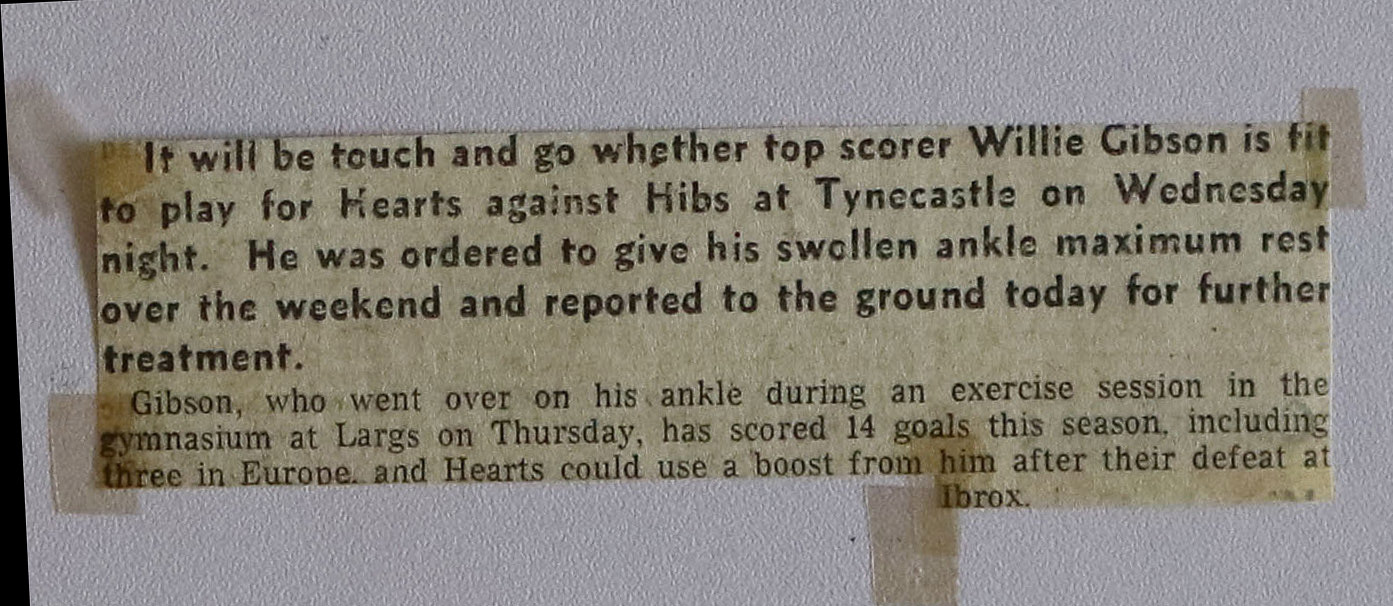 It will be touch and go whether top scorer Willie Gibson is fit
to play for Hearts against Hibs at Tynecastle on Wednesday
night. He was ordered to give his swollen ankle maximum rest
over the weekend and reported to the ground today for further
treatment.
Gibson, who went over on his ankle during an exercise session in the
gymnasium at Largs on Thursday, has scored 14 goals this season, including
three in Europe, and Hearts could use a boost from him after their defeat at
Ibrox.